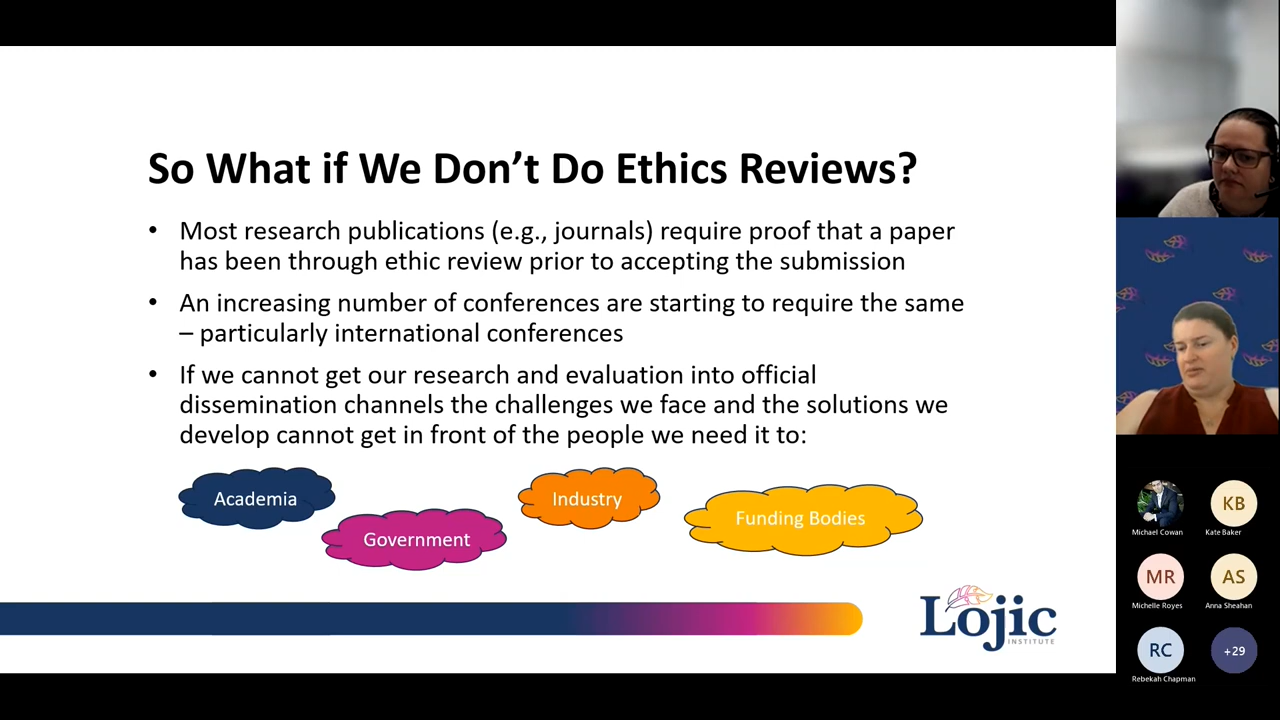 So What if We Don’t Do Ethics Reviews?
• Most research publications (e.g., journals) require proof that a paper
has been through ethic review prior to accepting the submission
• An increasing number of conferences are starting to require the same
– particularly international conferences
• If we cannot get our research and evaluation into official
dissemination channels the challenges we face and the solutions we
develop cannot get in front of the people we need it to:
Academia
Government
Industry
Funding Bodies
Lojic
INSTITUTE
Michael Cowan
KB
Kate Baker
MR
Michelle Royes
AS
Anna Sheahan
RC
Rebekah Chapman
+29